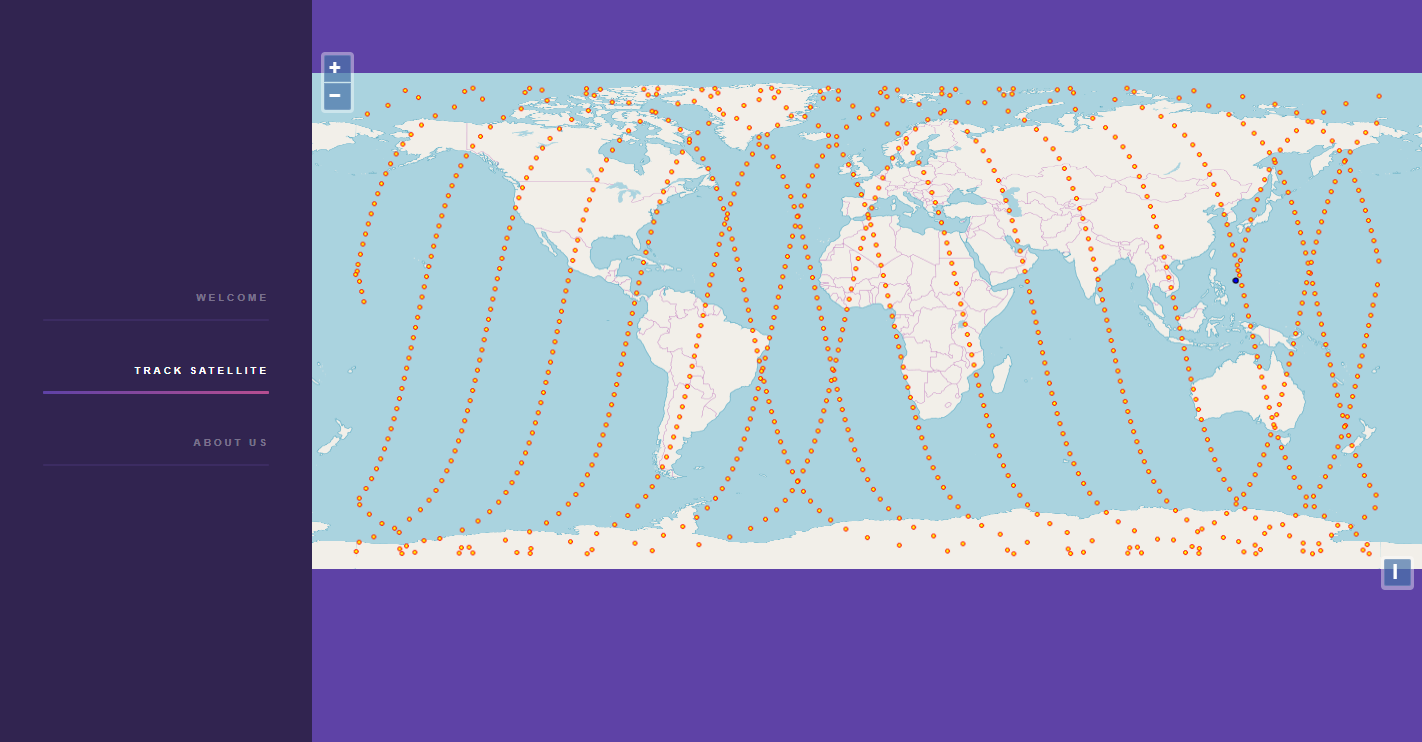 WELCOME
TRACK SATELLITE
ABOUT US
+
−
I